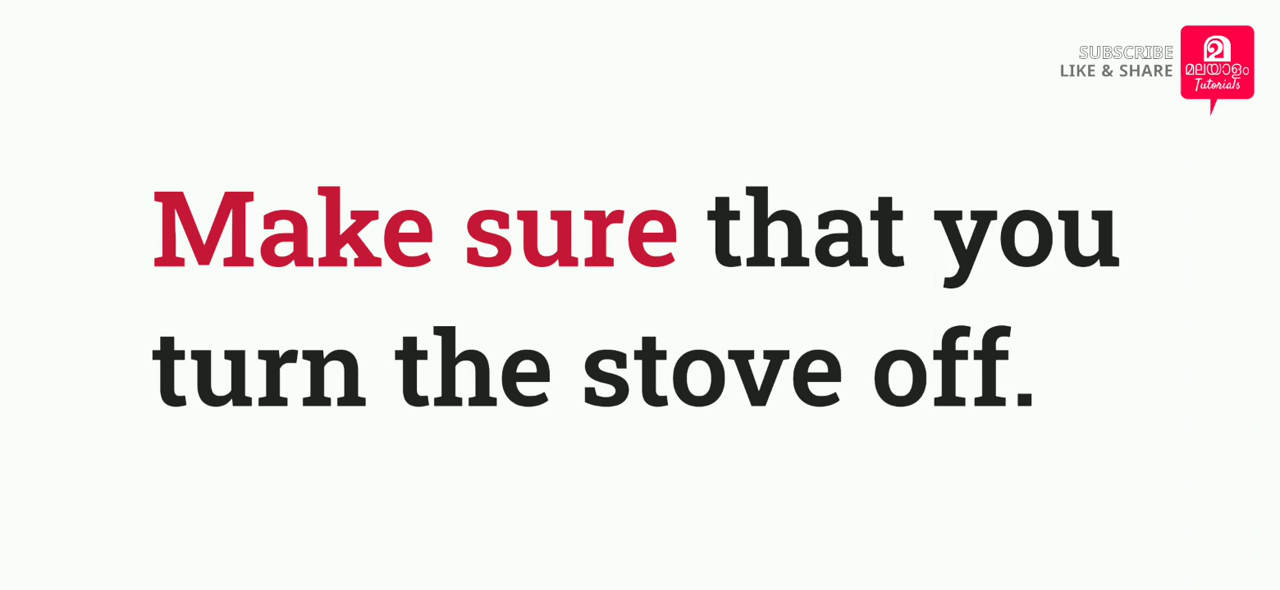 SUBSCRIBE
LIKE & SHARE
മ
മലയാളം
Tutorials
Make sure that you
turn the stove off.